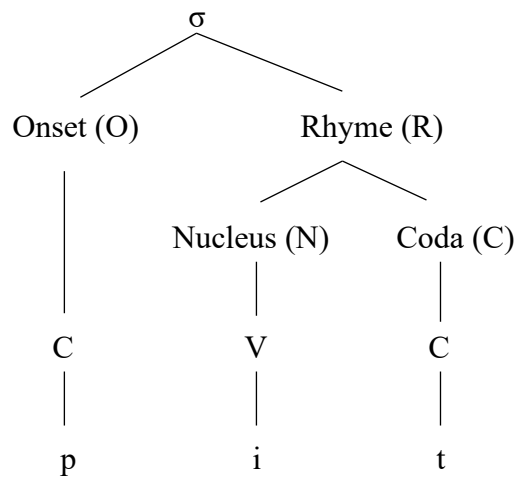 σ
Onset (O) Rhyme (R)
Nucleus (N) Coda (C)
C V C
p i t